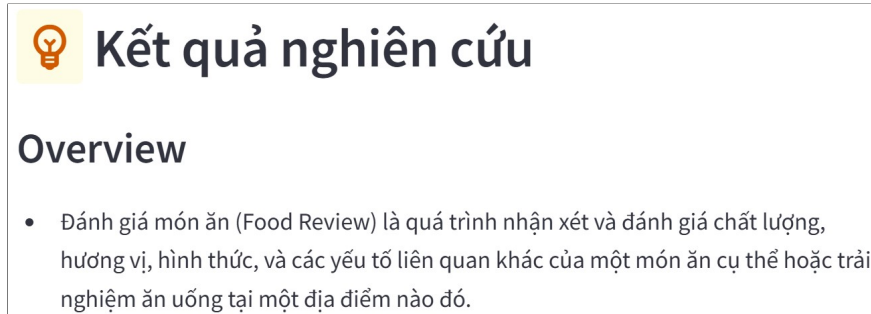 Kết quả nghiên cứu
Overview
• Đánh giá món ăn (Food Review) là quá trình nhận xét và đánh giá chất lượng,
hương vị, hình thức, và các yếu tố liên quan khác của một món ăn cụ thể hoặc trải
nghiệm ăn uống tại một địa điểm nào đó.